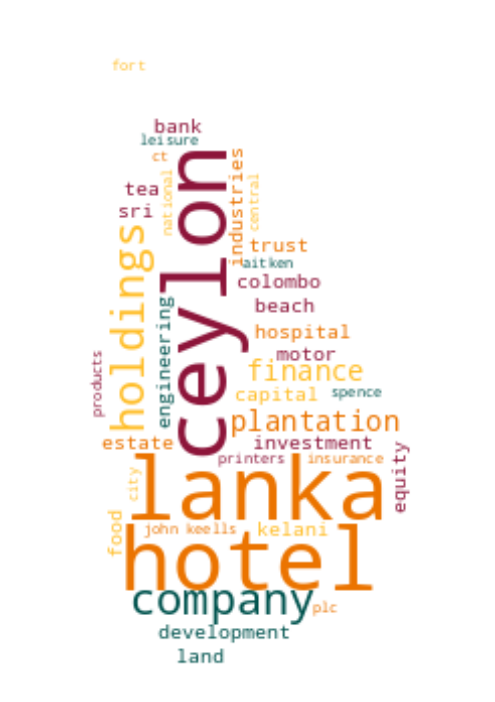 fort
bank
leisure
ct
ceylon
industries
national
central
tea
sri
holdings
trust
aitken
colombo
beach
engineering
hospital
motor
products
finance
capital
spence
plantation
estate
investment
equity
printers
insurance
lanka
city
food
john keells
kelani
hotel
company
plc
development
land